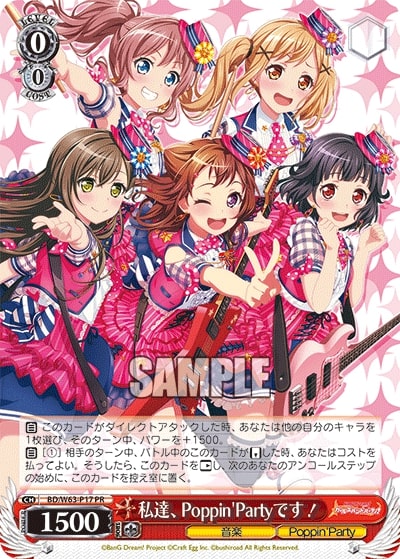 LEVEL
0
0
COST
SAMPLE
自 このカードがダイレクトアタックした時、あなたは他の自分のキャラを
1枚選び、そのターン中、パワーを+1500。
自 [①] 相手のターン中、バトル中のこのカードが【】した時、あなたはコストを
払ってよい。そうしたら、このカードを【】し、次のあなたのアンコールステップ
の始めに、このカードを控え室に置く。
CH BD/W63-P17 PR
1500
私達、Poppin'Partyです！
音楽
Poppin'Party
©BanG Dream! Project ©Craft Egg Inc. ©bushiroad All Rights Reserved.